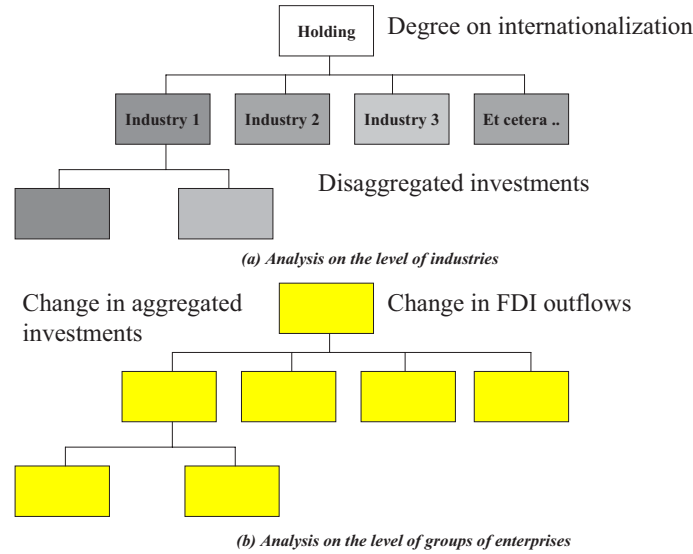 Holding
Degree on internationalization
Industry 1
Industry 2
Industry 3
Et cetera ..
Disaggregated investments
(a) Analysis on the level of industries
Change in aggregated
investments
Change in FDI outflows
(b) Analysis on the level of groups of enterprises